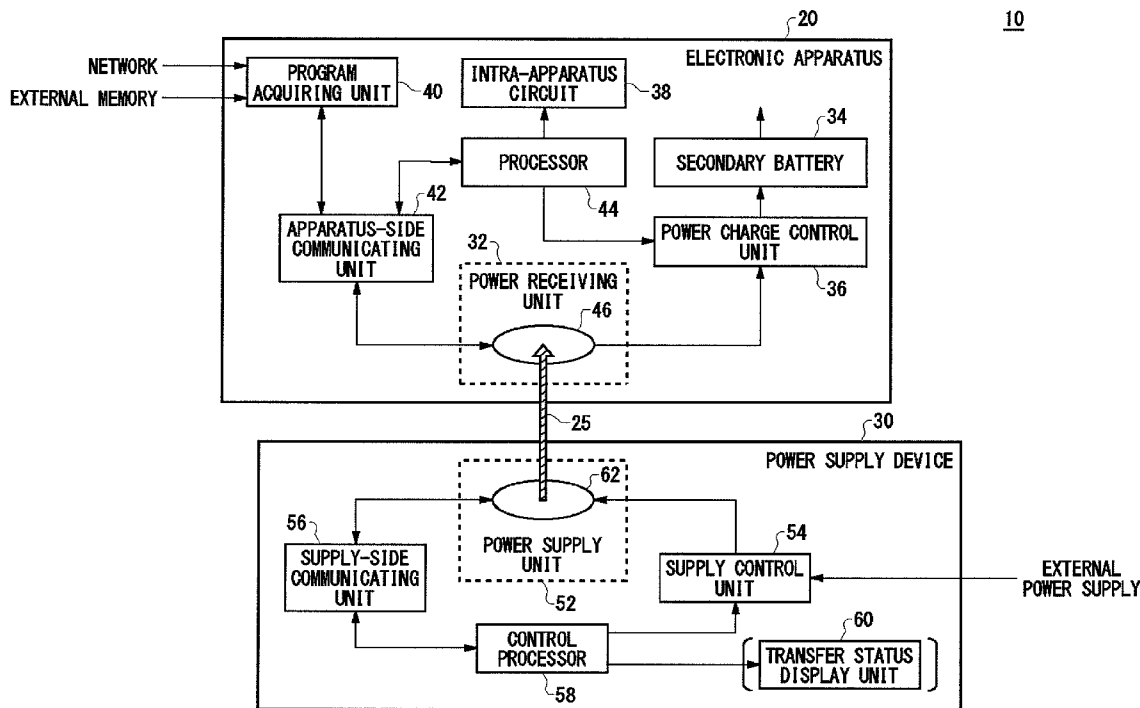 10
20
ELECTRONIC APPARATUS
NETWORK
EXTERNAL MEMORY
PROGRAM
ACQUIRING UNIT
40
INTRA-APPARATUS
CIRCUIT
38
34
SECONDARY BATTERY
PROCESSOR
44
42
APPARATUS-SIDE
COMMUNICATING
UNIT
POWER CHARGE CONTROL
UNIT
36
32
POWER RECEIVING
UNIT
46
25
30
POWER SUPPLY DEVICE
62
POWER SUPPLY
UNIT
52
56
SUPPLY-SIDE
COMMUNICATING
UNIT
54
SUPPLY CONTROL
UNIT
EXTERNAL
POWER SUPPLY
CONTROL
PROCESSOR
58
60
TRANSFER STATUS
DISPLAY UNIT